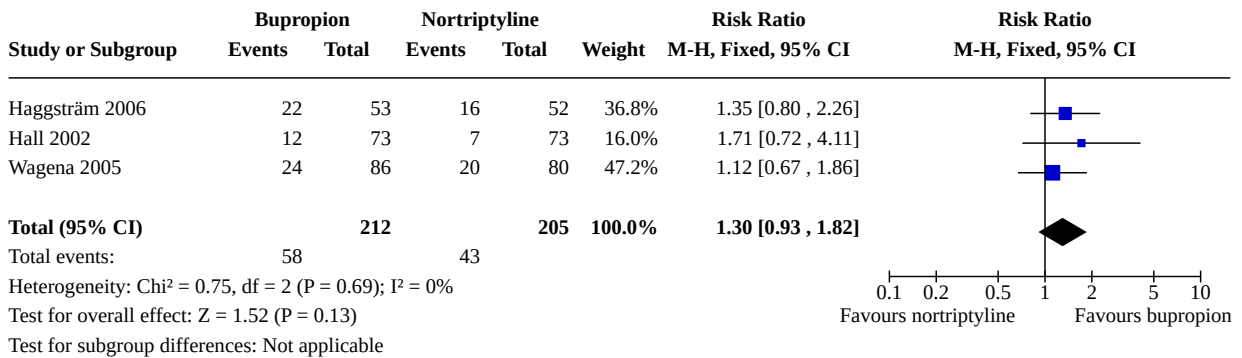 Bupropion Nortriptyline Risk Ratio Risk Ratio
Study or Subgroup Events Total Events Total Weight M-H, Fixed, 95% CI M-H, Fixed, 95% CI
Haggsträm 2006 22 53 16 52 36.8% 1.35 [0.80 , 2.26]
Hall 2002 12 73 7 73 16.0% 1.71 [0.72 , 4.11]
Wagena 2005 24 86 20 80 47.2% 1.12 [0.67 , 1.86]
Total (95% CI) 212 205 100.0% 1.30 [0.93 , 1.82]
Total events: 58 43
Heterogeneity: Chi² = 0.75, df = 2 (P = 0.69); I² = 0%
0.1 0.2 0.5 1 2 5 10
Test for overall effect: Z = 1.52 (P = 0.13)
Favours nortriptyline Favours bupropion
Test for subgroup differences: Not applicable